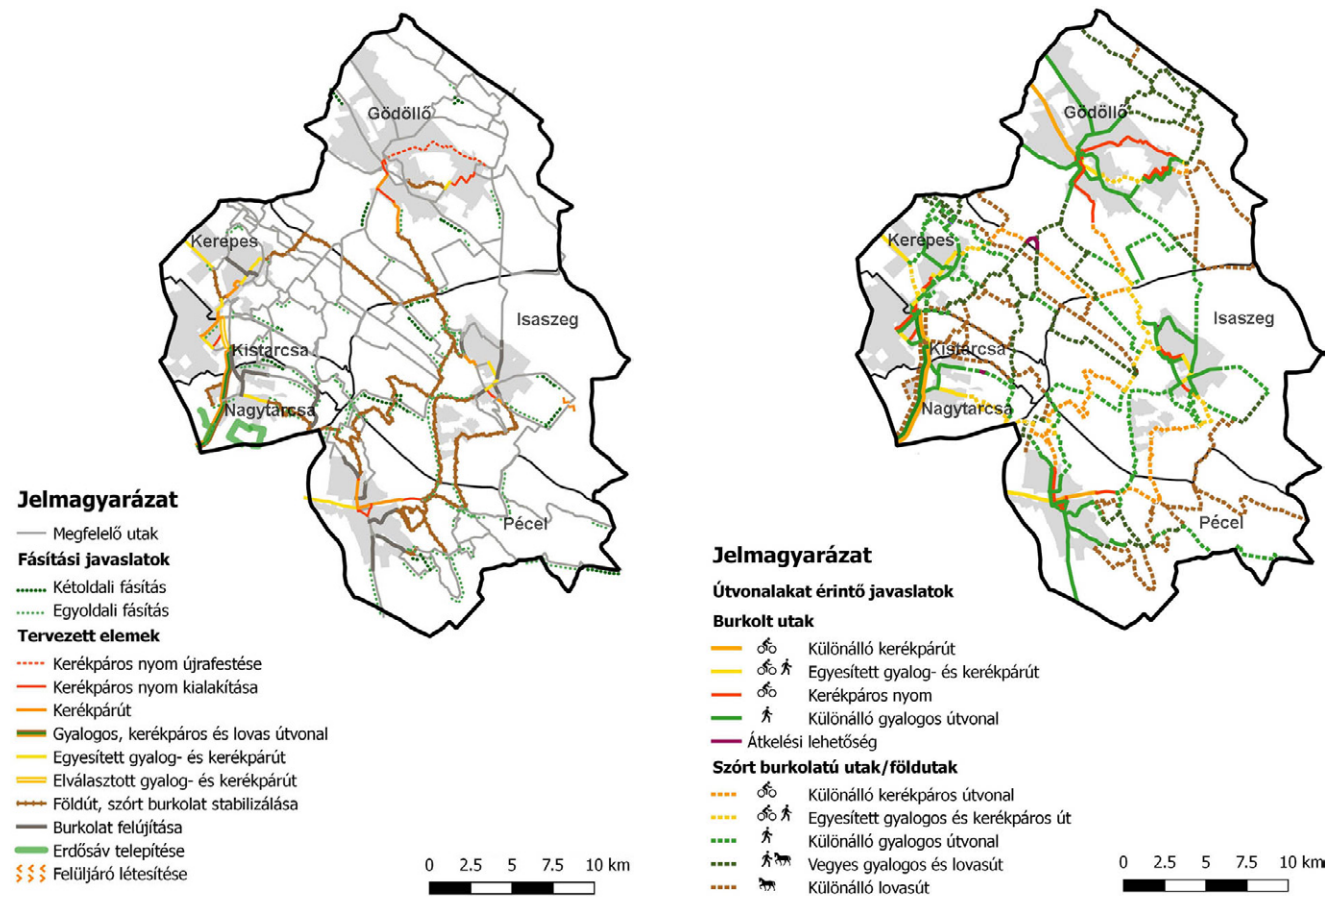 Gödöllő
Kerepes
Isaszeg
Kistarcsa
Nagytarcsa
Pécel
Jelmagyarázat
Megfelelő utak
Fásítási javaslatok
Kétoldali fásítás
Egyoldali fásítás
Tervezett elemek
Kerékpáros nyom újrafestése
Kerékpáros nyom kialakítása
Kerékpárút
Gyalogos, kerékpáros és lovas útvonal
Egyesített gyalog- és kerékpárút
Elválasztott gyalog- és kerékpárút
Földút, szórt burkolat stabilizálása
Burkolat felújítása
Erdősáv telepítése
Felüljáró létesítése
0 2.5 5 7.5 10 km
Gödöllő
Kerepes
Isaszeg
Kistarcsa
Nagytarcsa
Pécel
Jelmagyarázat
Útvonalakat érintő javaslatok
Burkolt utak
Különálló kerékpárút
Egyesített gyalog- és kerékpárút
Kerékpáros nyom
Különálló gyalogos útvonal
Átkelési lehetőség
Szórt burkolatú utak/földutak
Különálló kerékpáros útvonal
Egyesített gyalogos és kerékpáros út
Különálló gyalogos útvonal
Vegyes gyalogos és lovasút
Különálló lovasút
0 2.5 5 7.5 10 km